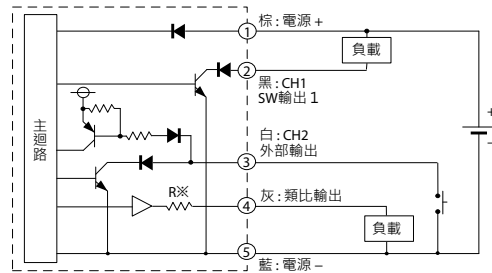 主迴路
R※
① 棕:電源 +
負載
② 黑:CH1
SW輸出 1
白:CH2
③ 外部輸出
④ 灰:類比輸出
負載
⑤ 藍:電源 −
+
−